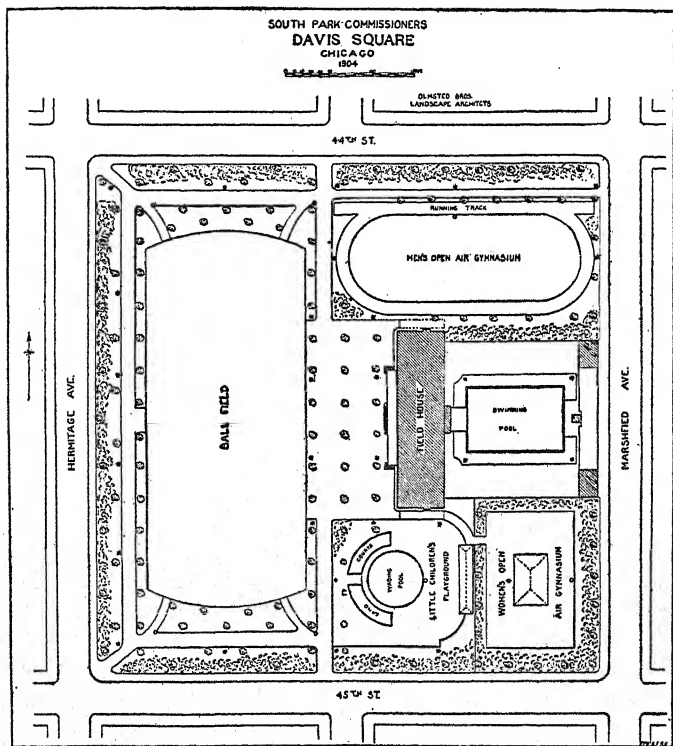 SOUTH PARK COMMISSIONERS
DAVIS SQUARE
CHICAGO
1904
OLMSTED BROS.
LANDSCAPE ARCHITECTS
44TH ST.
RUNNING TRACK
MEN'S OPEN AIR GYMNASIUM
HERMITAGE AVE.
BALL FIELD
FIELD HOUSE
SWIMMING
POOL
MARSHFIELD AVE.
WADING
POOL
LITTLE CHILDREN'S
PLAYGROUND
WOMEN'S OPEN
AIR GYMNASIUM
45TH ST.